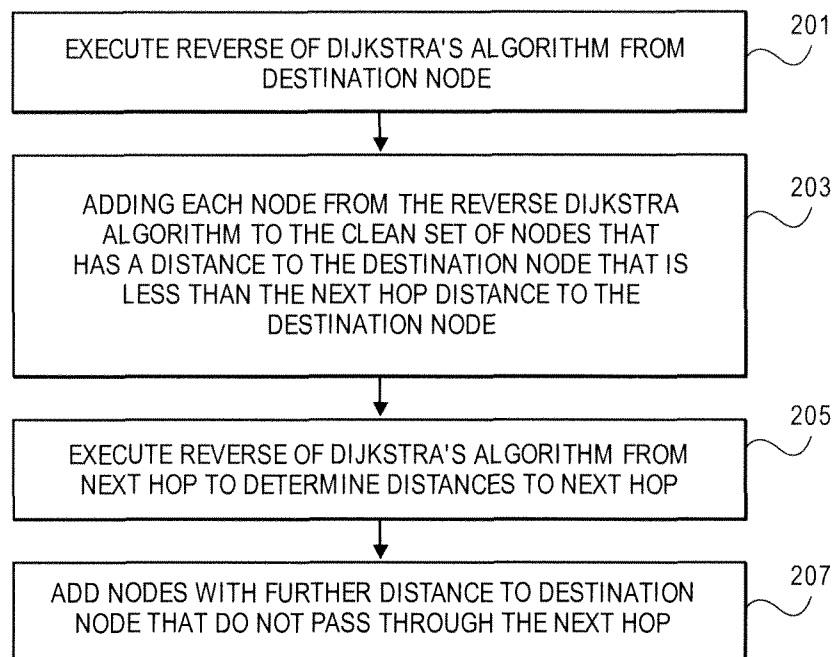 EXECUTE REVERSE OF DIJKSTRA'S ALGORITHM FROM
DESTINATION NODE
201
ADDING EACH NODE FROM THE REVERSE DIJKSTRA
ALGORITHM TO THE CLEAN SET OF NODES THAT
HAS A DISTANCE TO THE DESTINATION NODE THAT IS
LESS THAN THE NEXT HOP DISTANCE TO THE
DESTINATION NODE
203
EXECUTE REVERSE OF DIJKSTRA'S ALGORITHM FROM
NEXT HOP TO DETERMINE DISTANCES TO NEXT HOP
205
ADD NODES WITH FURTHER DISTANCE TO DESTINATION
NODE THAT DO NOT PASS THROUGH THE NEXT HOP
207